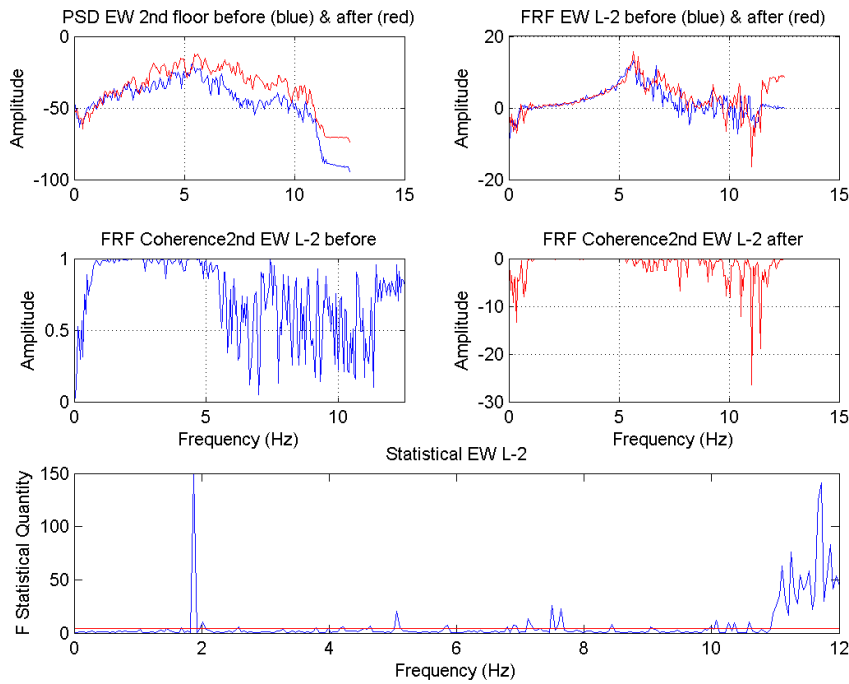 PSD EW 2nd floor before (blue) & after (red)
0
-50
-100
Amplitude
0 5 10 15
FRF EW L-2 before (blue) & after (red)
20
0
-20
Amplitude
0 5 10 15
FRF Coherence2nd EW L-2 before
1
0.5
0
Amplitude
0 5 10
Frequency (Hz)
FRF Coherence2nd EW L-2 after
0
-10
-20
-30
Amplitude
0 5 10 15
Frequency (Hz)
Statistical EW L-2
150
100
50
0
F Statistical Quantity
0 2 4 6 8 10 12
Frequency (Hz)